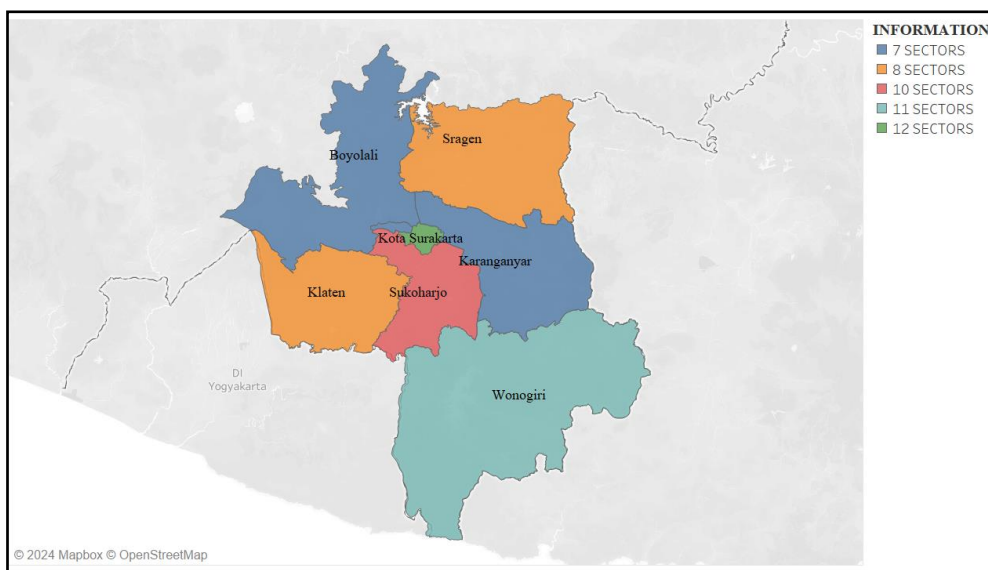 INFORMATION
7 SECTORS
8 SECTORS
10 SECTORS
11 SECTORS
12 SECTORS
Sragen
Boyolali
Kota Surakarta
Karanganyar
Klaten
Sukoharjo
DI
Yogyakarta
Wonogiri
© 2024 Mapbox © OpenStreetMap